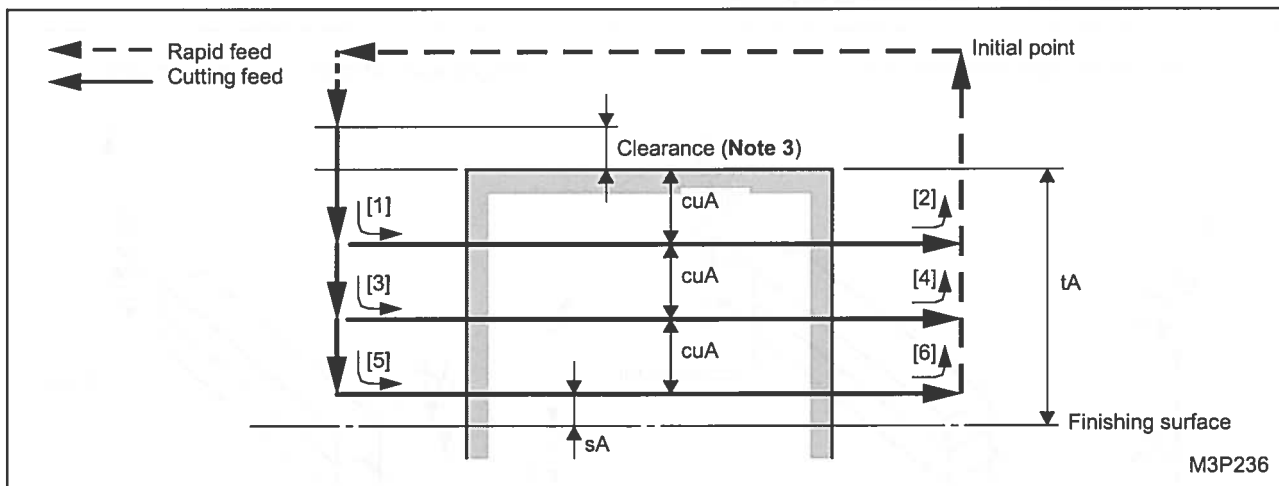 Rapid feed
Cutting feed
Initial point
Clearance (Note 3)
cuA
[1]
[2]
cuA
[3]
[4]
tA
cuA
[5]
[6]
sA
Finishing surface
M3P236